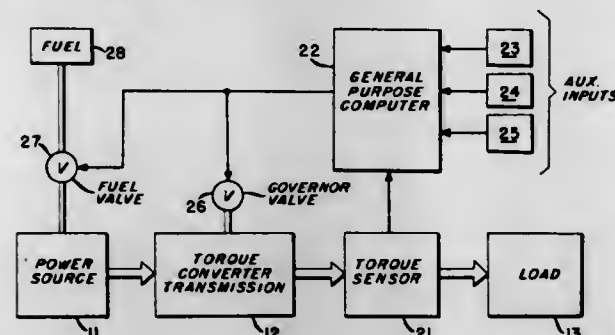 FUEL
28
22
GENERAL
PURPOSE
COMPUTER
23
24
25
AUX.
INPUTS
27
V
FUEL
VALVE
26
V
GOVERNOR
VALVE
POWER
SOURCE
11
TORQUE
CONVERTER
TRANSMISSION
12
TORQUE
SENSOR
21
LOAD
13